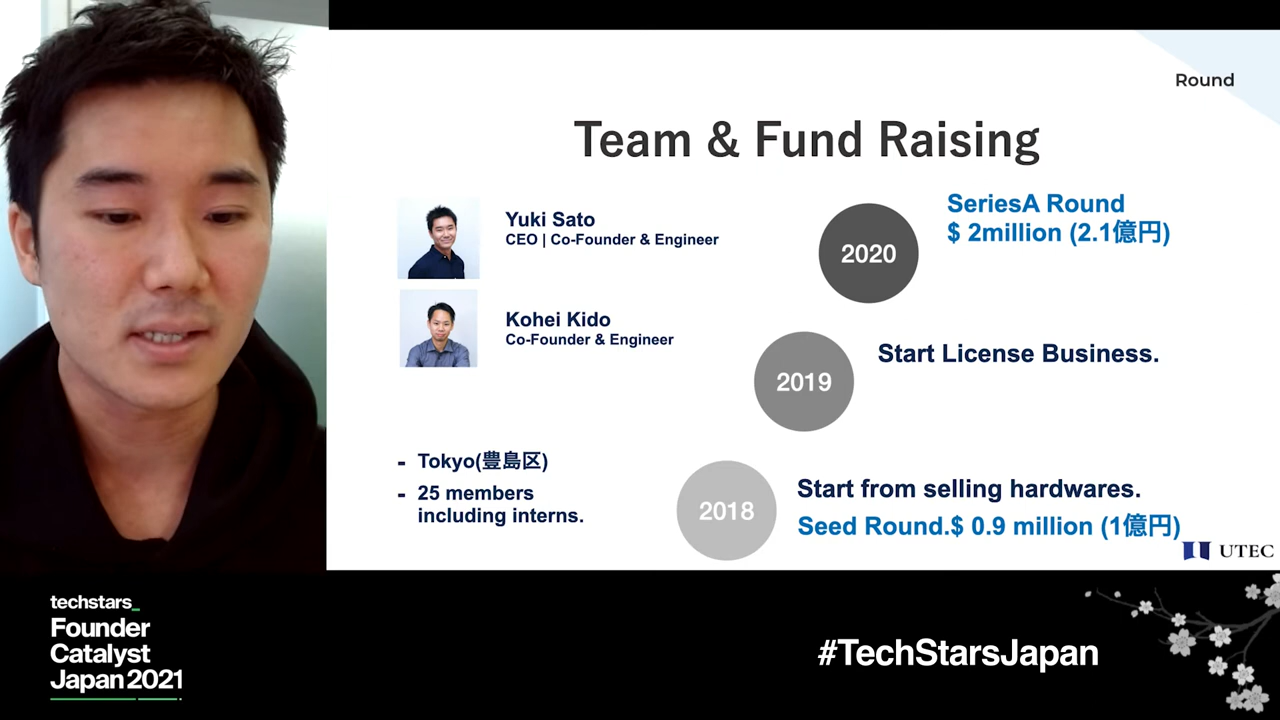 Round
Team & Fund Raising
Yuki Sato
CEO | Co-Founder & Engineer
Kohei Kido
Co-Founder & Engineer
- Tokyo(豊島区)
- 25 members
including interns.
2020
SeriesA Round
$ 2million (2.1億円)
2019
Start License Business.
2018
Start from selling hardwares.
Seed Round.$ 0.9 million (1億円)
UTEC
techstars_
Founder
Catalyst
Japan 2021
#TechStarsJapan